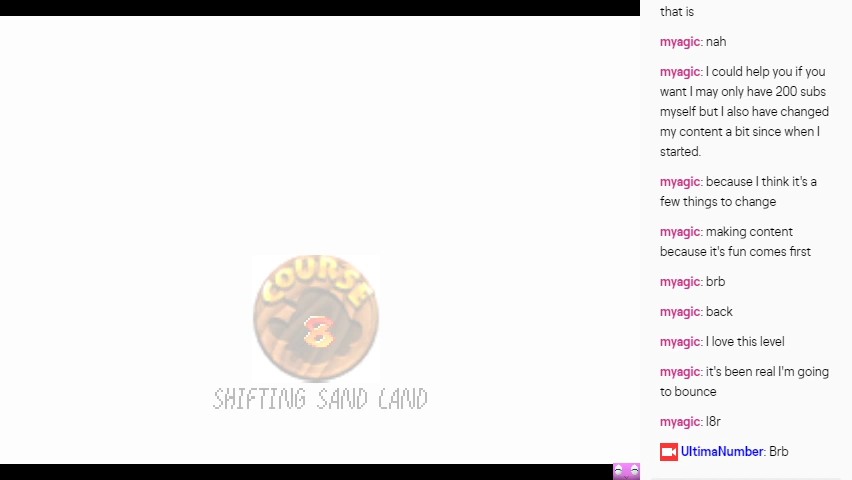 COURSE
8
SHIFTING SAND LAND
that is
myagic: nah
myagic: I could help you if you
want I may only have 200 subs
myself but I also have changed
my content a bit since when I
started.
myagic: because I think it's a
few things to change
myagic: making content
because it's fun comes first
myagic: brb
myagic: back
myagic: I love this level
myagic: it's been real I'm going
to bounce
myagic: l8r
UltimaNumber: Brb